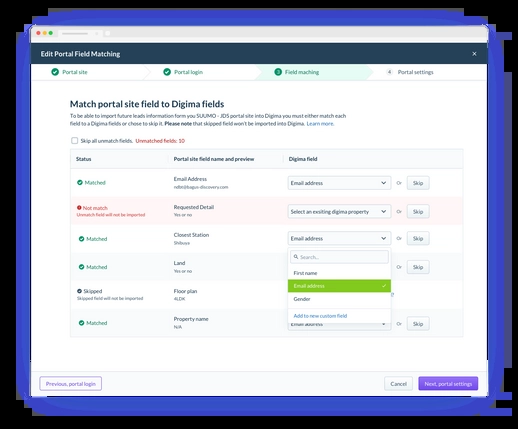 Edit Portal Field Matching
Portal site
Portal login
3 Field maching
4 Portal settings
Match portal site field to Digima fields
To be able to import future leads information form you SUUMO - JDS portal site into Digima you must either match each
field to a Digima fields or chose to skip it. Please note that skipped field won't be imported into Digima. Learn more.
Skip all unmatch fields. Unmatched fields: 10
Status Portal site field name and preview Digima field
Matched
Email Address
ndbt@bagus-discovery.com
Email address Or Skip
Not match
Unmatch field will not be imported
Requested Detail
Yes or no
Select an exsiting digima property Or Skip
Matched
Closest Station
Shibuse
Email address Or Skip
Matched
Land
Yes or no
Or Skip
Search...
First name
Email address
Gender
Add to new custom field
Skipped
Skipped field will not be imported
Floor plan
4LDK
Matched
Property name
N/A
Email address Or Skip
Previous, portal login
Cancel
Next, portal settings